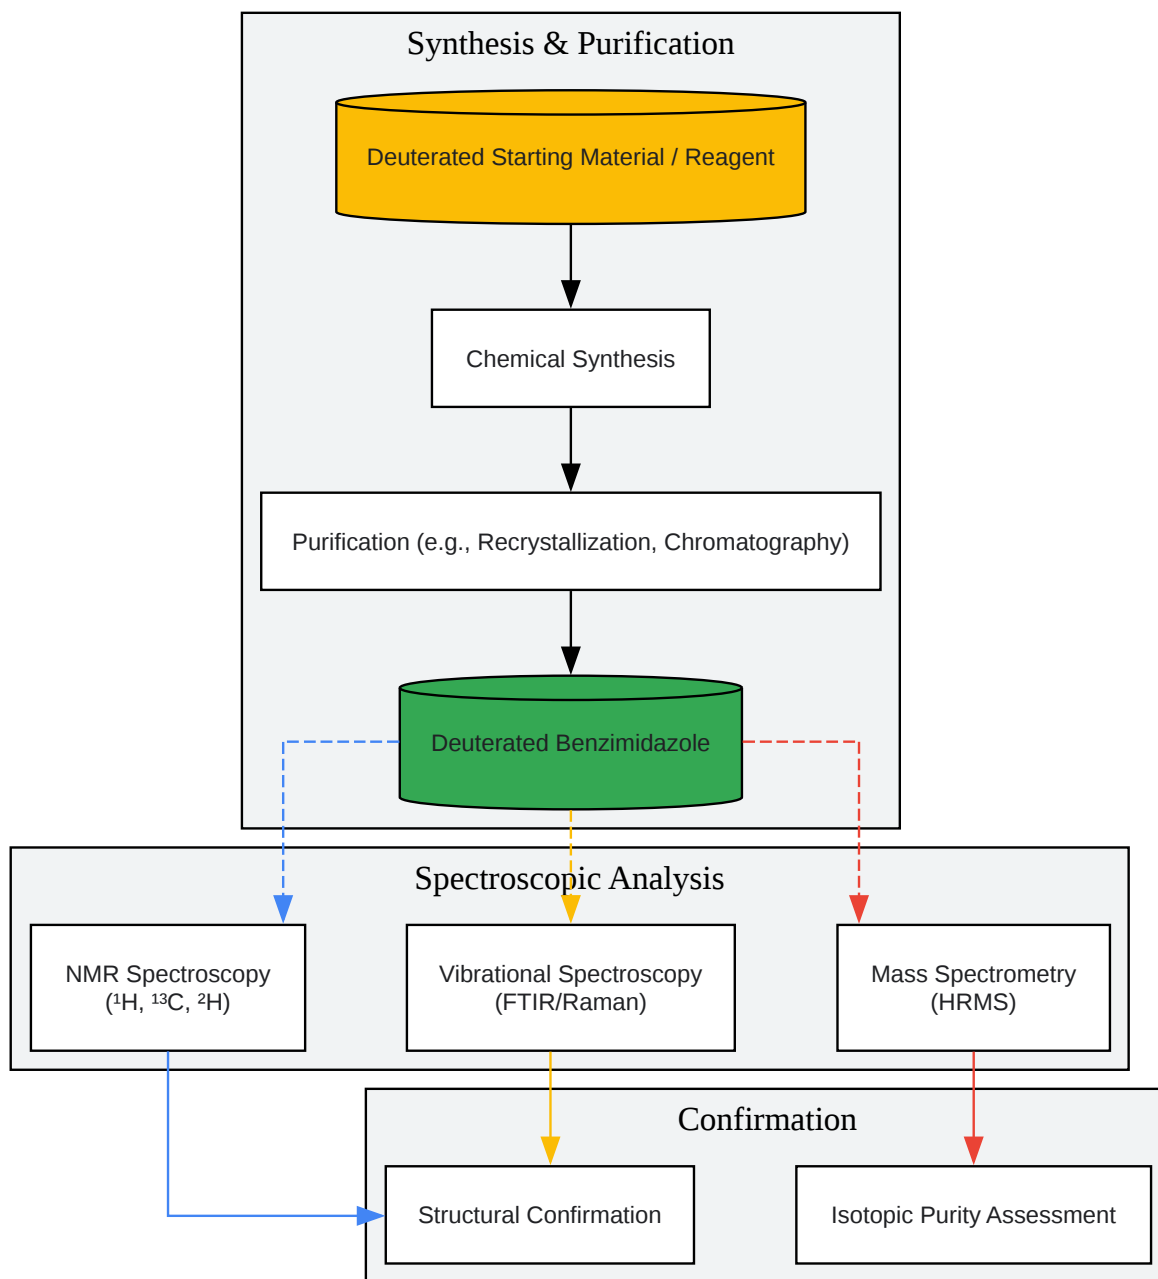 Synthesis & Purification
Deuterated Starting Material / Reagent
Chemical Synthesis
Purification (e.g., Recrystallization, Chromatography)
Deuterated Benzimidazole
Spectroscopic Analysis
NMR Spectroscopy
(¹H, ¹³C, ²H)
Vibrational Spectroscopy
(FTIR/Raman)
Mass Spectrometry
(HRMS)
Confirmation
Structural Confirmation
Isotopic Purity Assessment